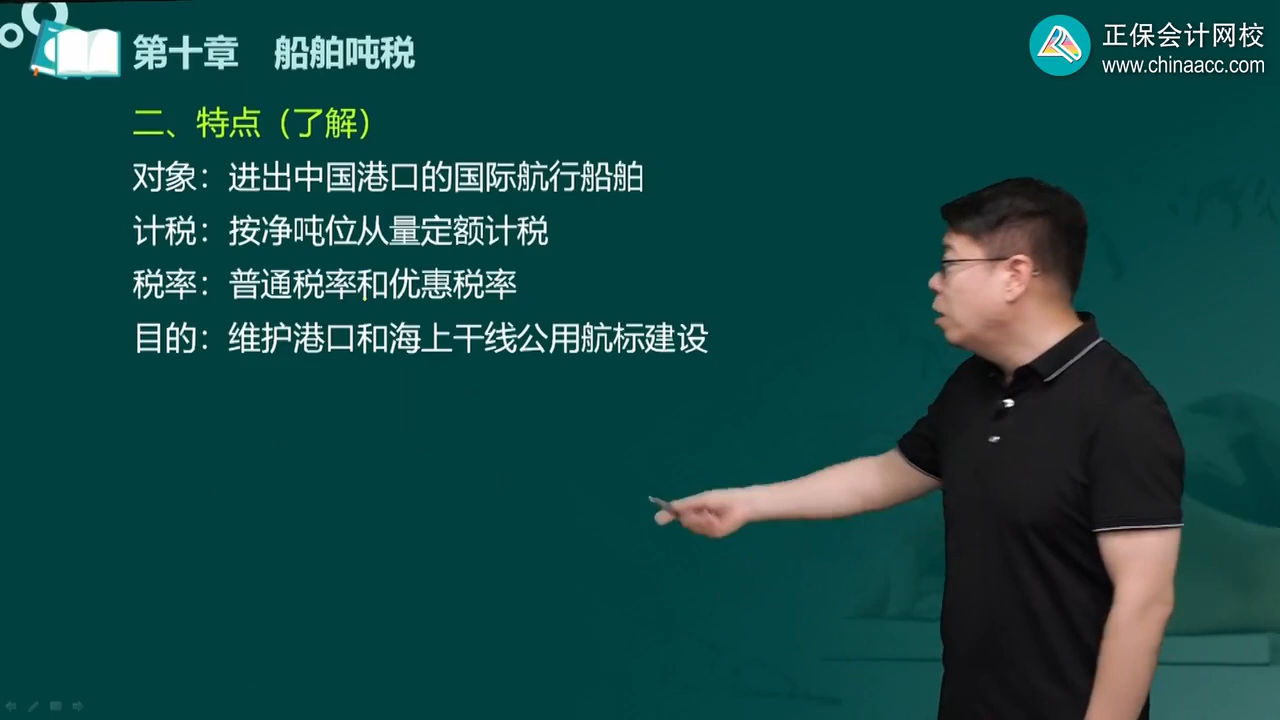 第十章 船舶吨税
正保会计网校
www.chinaacc.com
二、特点（了解）
对象：进出中国港口的国际航行船舶
计税：按净吨位从量定额计税
税率：普通税率和优惠税率
目的：维护港口和海上干线公用航标建设